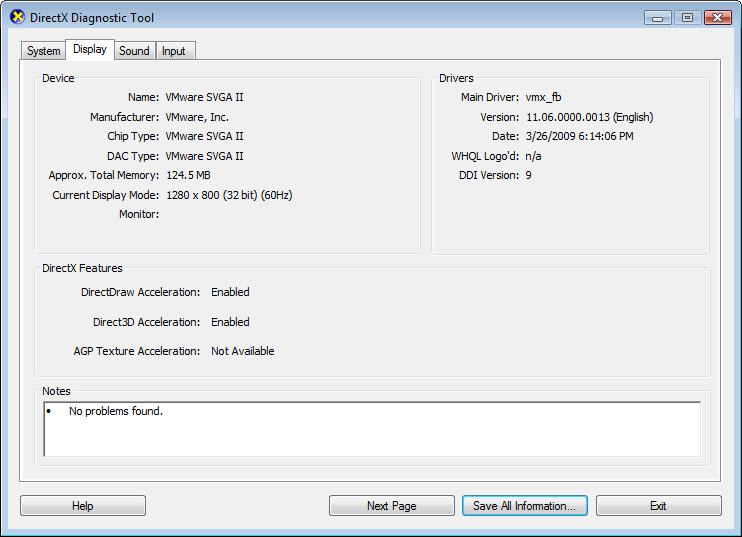 DirectX Diagnostic Tool
System Display Sound Input
Device
Name: VMware SVGA II
Manufacturer: VMware, Inc.
Chip Type: VMware SVGA II
DAC Type: VMware SVGA II
Approx. Total Memory: 124.5 MB
Current Display Mode: 1280 x 800 (32 bit) (60Hz)
Monitor:
Drivers
Main Driver: vmx_fb
Version: 11.06.0000.0013 (English)
Date: 3/26/2009 6:14:06 PM
WHQL Logo'd: n/a
DDI Version: 9
DirectX Features
DirectDraw Acceleration: Enabled
Direct3D Acceleration: Enabled
AGP Texture Acceleration: Not Available
Notes
• No problems found.
Help Next Page Save All Information... Exit